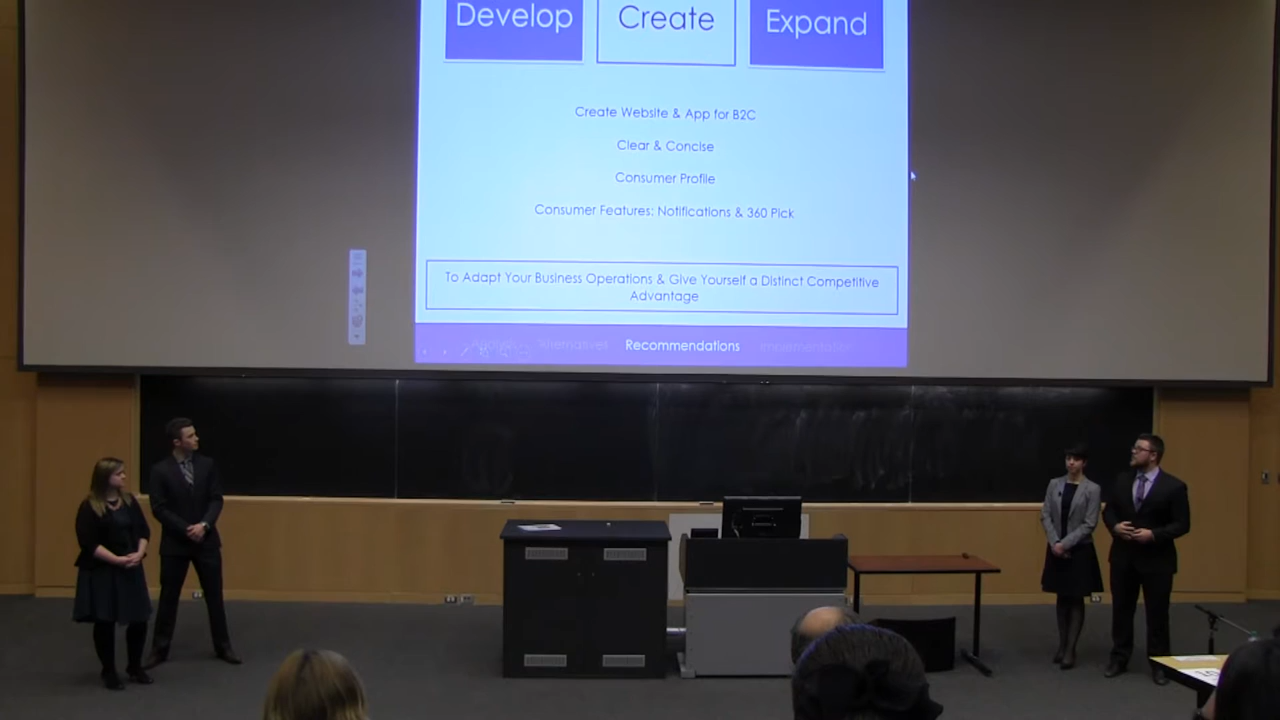 Develop Create Expand
Create Website & App for B2C
Clear & Concise
Consumer Profile
Consumer Features: Notifications & 360 Pick
To Adapt Your Business Operations & Give Yourself a Distinct Competitive
Advantage
Alternatives Recommendations Implementation